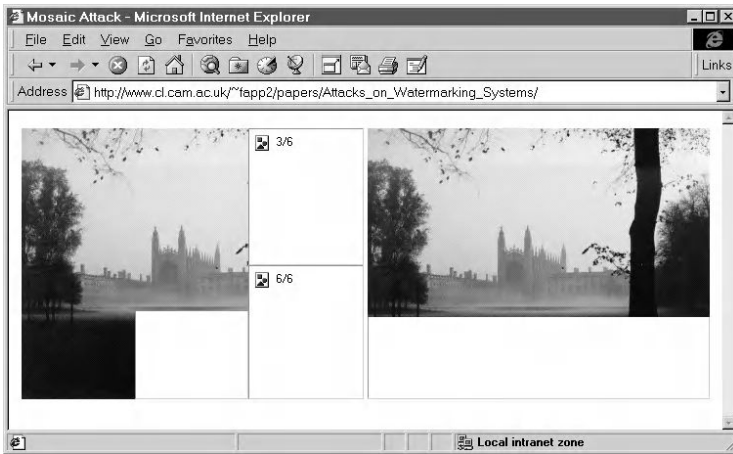 Mosaic Attack - Microsoft Internet Explorer
File Edit View Go Favorites Help
Links
Address http://www.cl.cam.ac.uk/~fapp2/papers/Attacks_on_Watermarking_Systems/
3/6
6/6
Local intranet zone